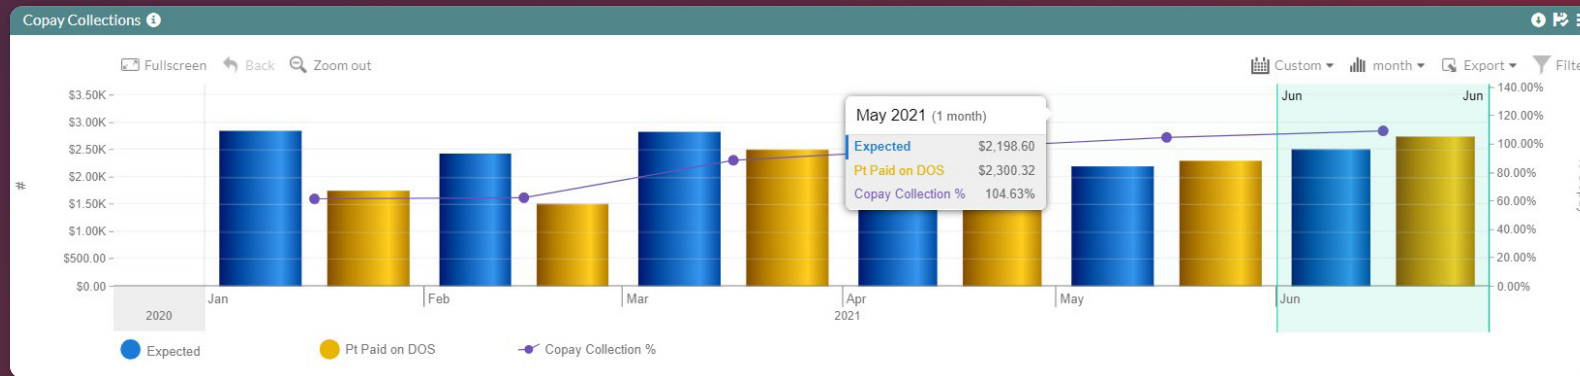 Copay Collections
Fullscreen Back Zoom out Custom month Export Filte
$3.50K
$3.00K
$2.50K
$2.00K
$1.50K
$1.00K
$500.00
$0.00
#
140.00%
120.00%
100.00%
80.00%
60.00%
40.00%
20.00%
0.00%
Jun Jun
May 2021 (1 month)
Expected $2,198.60
Pt Paid on DOS $2,300.32
Copay Collection % 104.63%
Jan Feb Mar Apr May Jun
2020 2021
Expected Pt Paid on DOS Copay Collection %